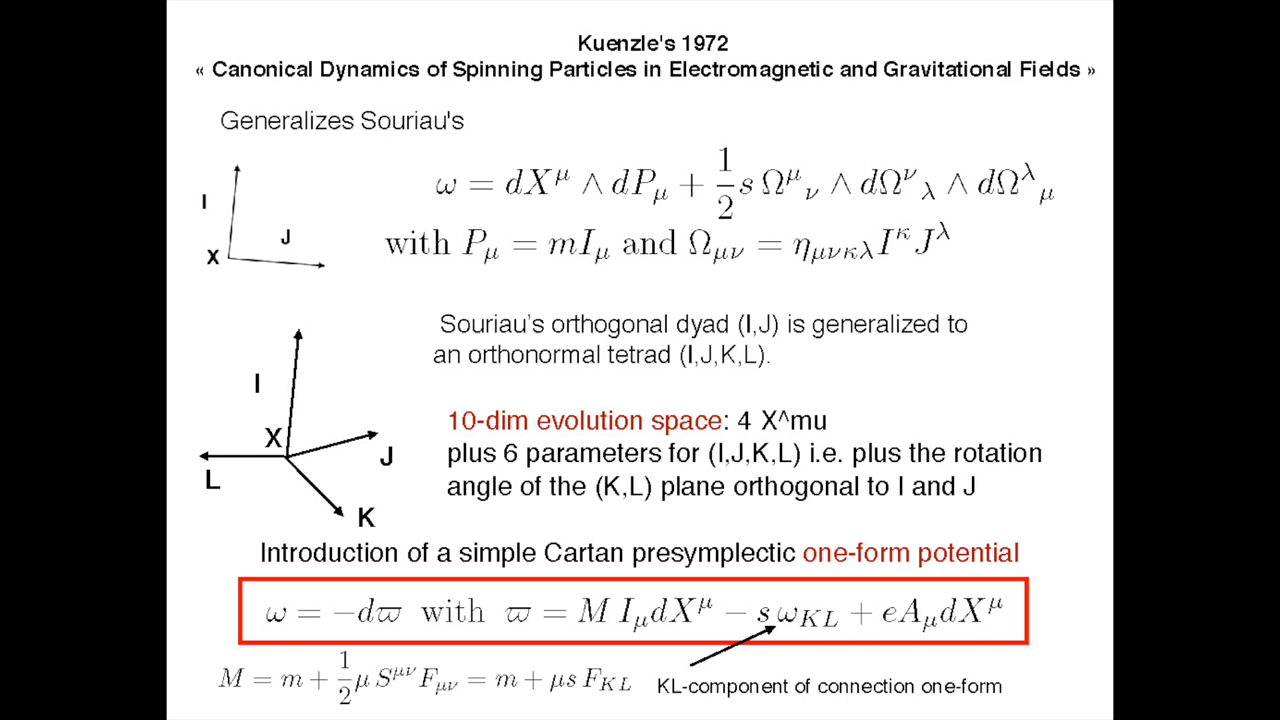 Kuenzle's 1972
« Canonical Dynamics of Spinning Particles in Electromagnetic and Gravitational Fields »
Generalizes Souriau's
I
J
X
ω = dX^μ ∧ dP_μ + 1/2 s Ω^μ_ν ∧ dΩ^ν_λ ∧ dΩ^λ_μ
with P_μ = mI_μ and Ω_μν = η_μνκλ I^κ J^λ
Souriau's orthogonal dyad (I,J) is generalized to
an orthonormal tetrad (I,J,K,L).
I
X
J
L
K
10-dim evolution space: 4 X^mu
plus 6 parameters for (I,J,K,L) i.e. plus the rotation
angle of the (K,L) plane orthogonal to I and J
Introduction of a simple Cartan presymplectic one-form potential
ω = −dϖ with ϖ = M I_μ dX^μ − s ω_KL + eA_μ dX^μ
M = m + 1/2 μ S^μν F_μν = m + μs F_KL
KL-component of connection one-form